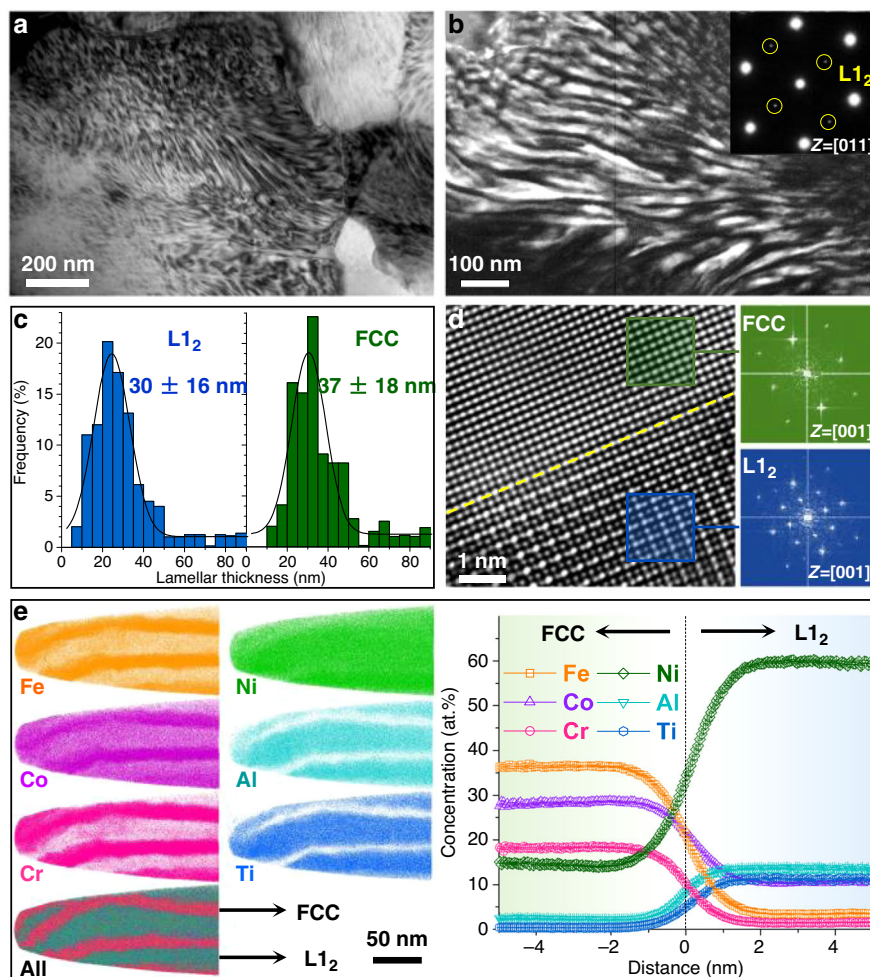 a
200 nm
b
L1₂
Z=[011]
100 nm
c
L1₂
30 ± 16 nm
FCC
37 ± 18 nm
Frequency (%)
20
15
10
5
0
0 20 40 60 80 20 40 60 80
Lamellar thickness (nm)
d
1 nm
FCC
Z=[001]
L1₂
Z=[001]
e
Fe
Ni
Co
Al
Cr
Ti
All
FCC
L1₂
50 nm
FCC
L1₂
Fe
Ni
Co
Al
Cr
Ti
Concentration (at.%)
60
50
40
30
20
10
0
−4 −2 0 2 4
Distance (nm)